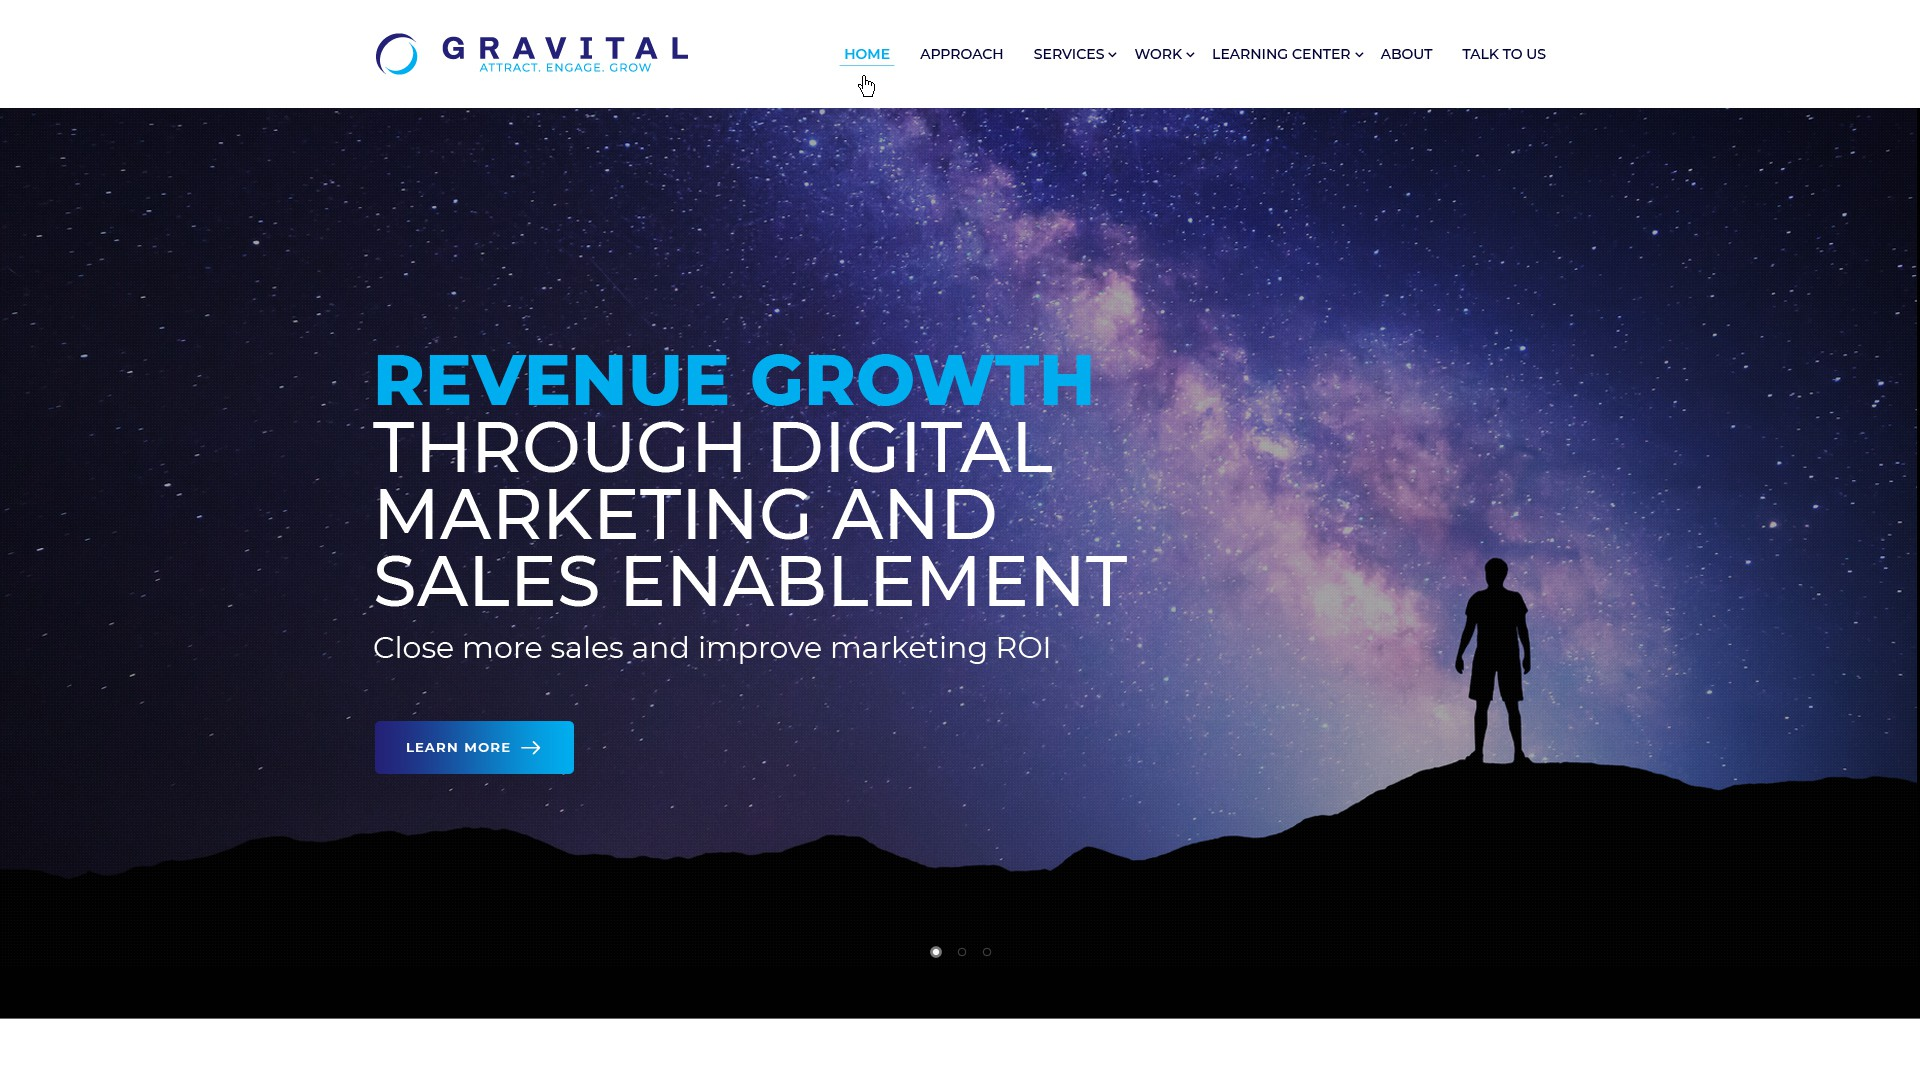 GRAVITAL
ATTRACT. ENGAGE. GROW
HOME APPROACH SERVICES WORK LEARNING CENTER ABOUT TALK TO US
REVENUE GROWTH
THROUGH DIGITAL
MARKETING AND
SALES ENABLEMENT
Close more sales and improve marketing ROI
LEARN MORE